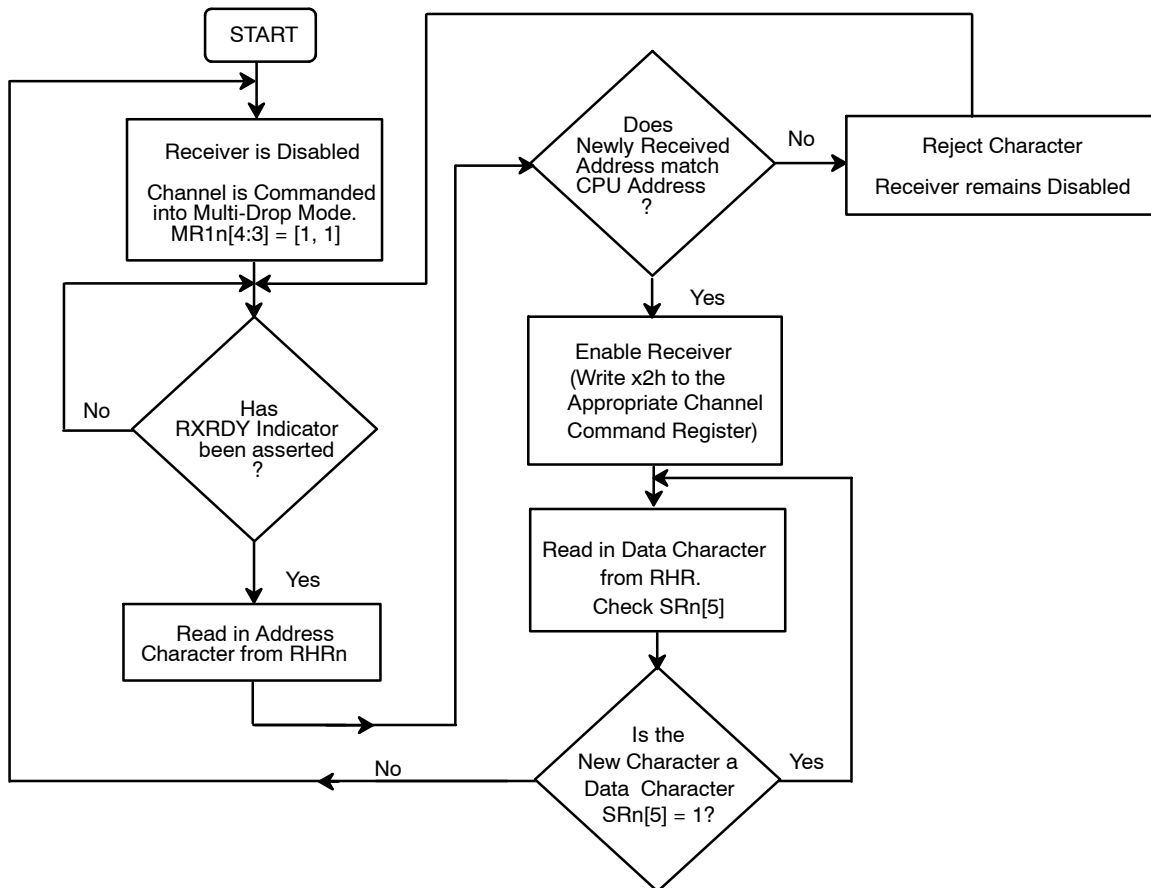 START
Receiver is Disabled
Channel is Commanded
into Multi-Drop Mode.
MR1n[4:3] = [1, 1]
No
Has
RXRDY Indicator
been asserted
?
Yes
Read in Address
Character from RHRn
Does
Newly Received
Address match
CPU Address
?
No
Reject Character
Receiver remains Disabled
Yes
Enable Receiver
(Write x2h to the
Appropriate Channel
Command Register)
Read in Data Character
from RHR.
Check SRn[5]
Is the
New Character a
Data Character
SRn[5] = 1?
Yes
No